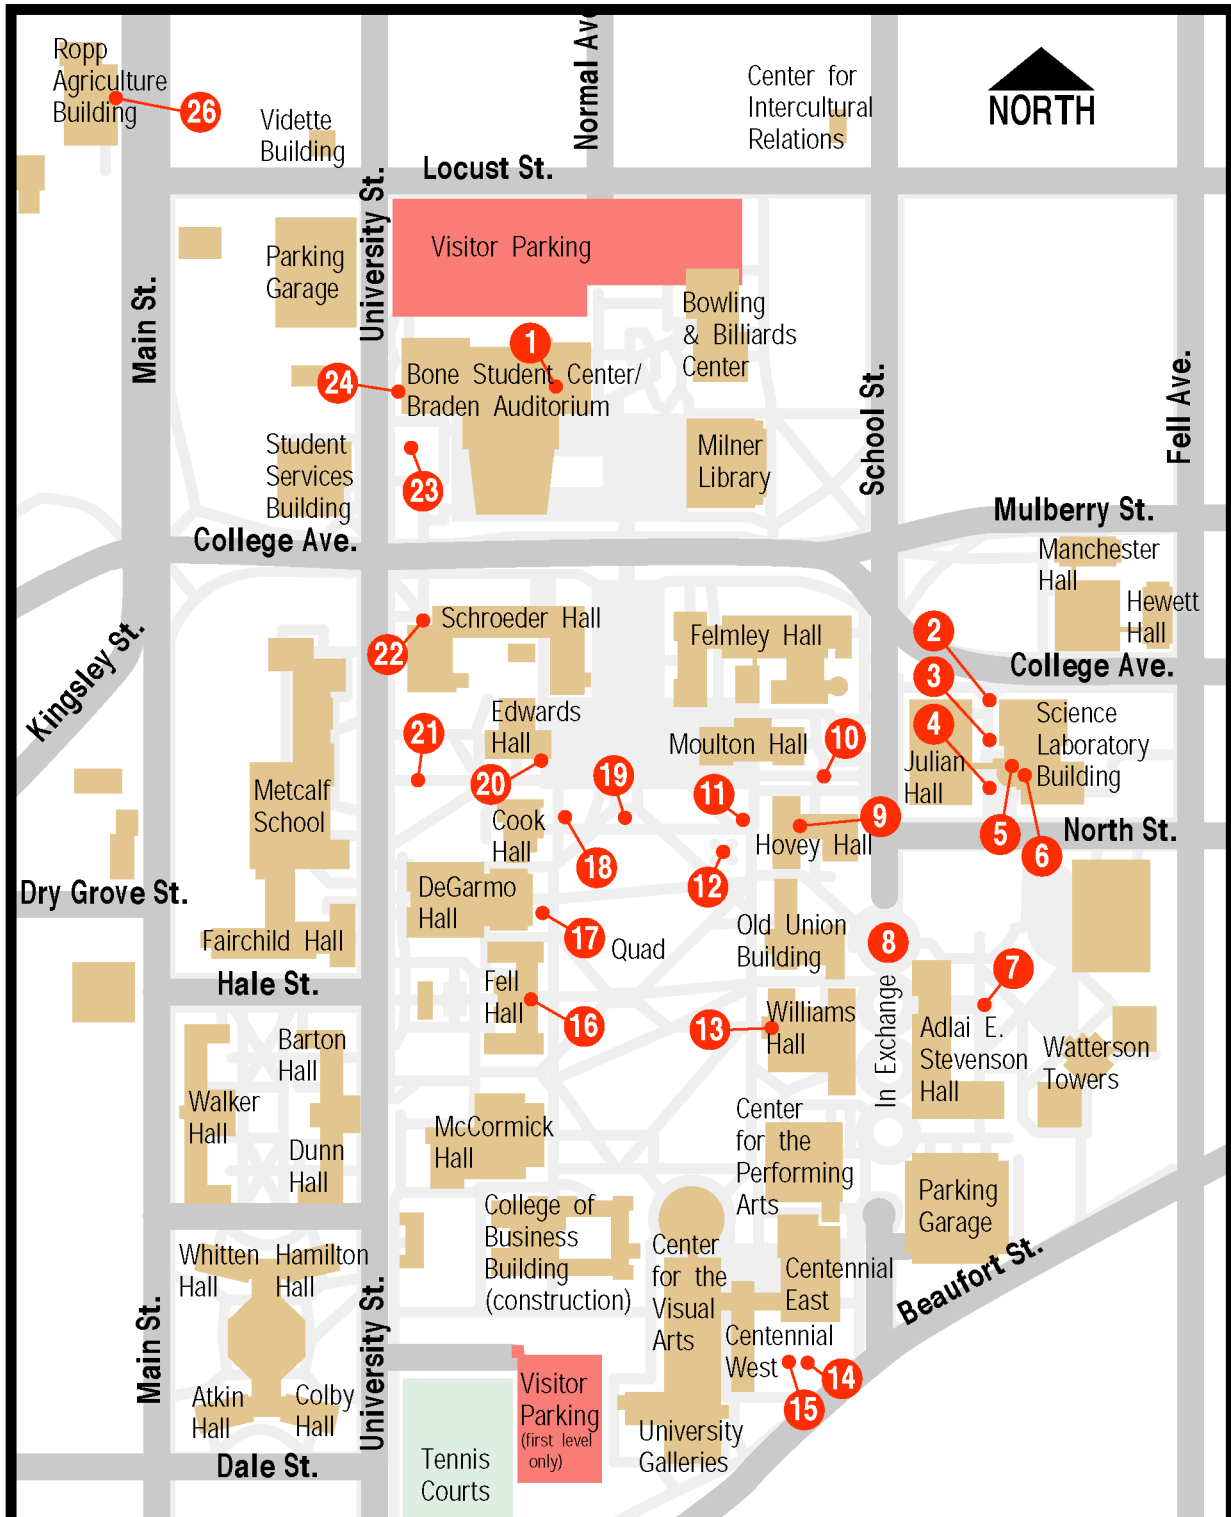 Ropp
Agriculture
Building
26
Vidette
Building
Normal Av
Center for
Intercultural
Relations
NORTH
Locust St.
University St.
Main St.
Parking
Garage
Visitor Parking
Bowling
& Billiards
Center
1
24
Bone Student Center/
Braden Auditorium
School St.
Fell Ave.
Student
Services
Building
23
Milner
Library
College Ave.
Mulberry St.
Manchester
Hall
Hewett
Hall
College Ave.
Kingsley St.
22
Schroeder Hall
Felmley Hall
2
3
4
Science
Laboratory
Building
Julian
Hall
Edwards
Hall
Moulton Hall
10
21
20
19
11
9
Metcalf
School
Cook
Hall
18
Hovey Hall
5
6
North St.
12
Dry Grove St.
DeGarmo
Hall
17
Quad
Old Union
Building
8
7
Fairchild Hall
Hale St.
Fell
Hall
16
13
Williams
Hall
In Exchange
Adlai E.
Stevenson
Hall
Watterson
Towers
Barton
Hall
Walker
Hall
Dunn
Hall
McCormick
Hall
Center
for the
Performing
Arts
Parking
Garage
College of
Business
Building
(construction)
Center
for the
Visual
Arts
Centennial
East
Beaufort St.
Whitten
Hall
Hamilton
Hall
Main St.
University St.
Centennial
West
14
15
Atkin
Hall
Colby
Hall
Visitor
Parking
(first level
only)
University
Galleries
Dale St.
Tennis
Courts